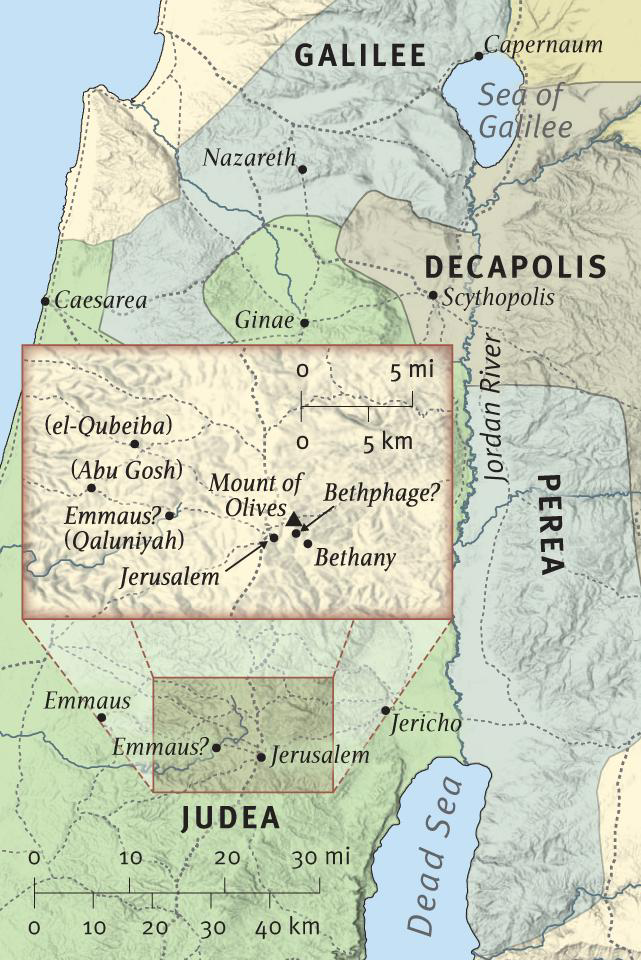 GALILEE
Capernaum
Sea of
Galilee
Nazareth
DECAPOLIS
Caesarea
Scythopolis
Ginae
Jordan River
PEREA
0 5 mi
0 5 km
(el-Qubeiba)
(Abu Gosh)
Mount of
Olives
Bethphage?
Emmaus?
(Qaluniyah)
Bethany
Jerusalem
Emmaus
Jericho
Emmaus?
Jerusalem
JUDEA
Dead Sea
0 10 20 30 mi
0 10 20 30 40 km